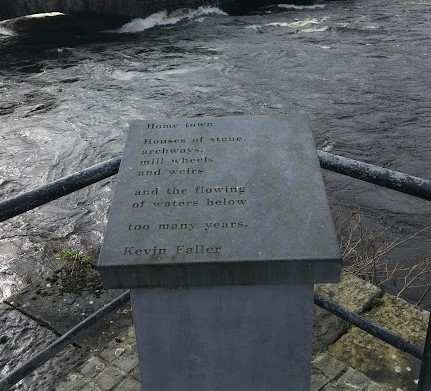 Home town
Houses of stone,
archways,
mill wheels
and weirs
and the flowing
of waters below
too many years.
Kevin Faller